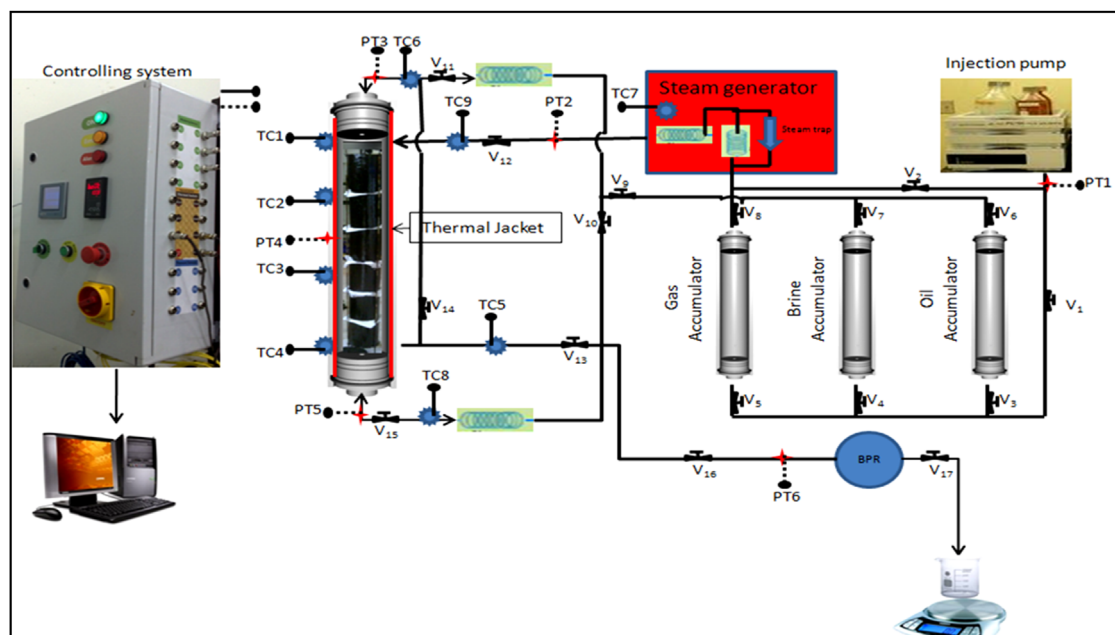 Controlling system
PT3
TC6
V11
TC9
PT2
V12
TC7
Steam generator
Steam trap
Injection pump
PT1
V2
TC1
TC2
PT4
TC3
TC4
Thermal Jacket
V9
V10
V8
V7
V6
Gas
Accumulator
Brine
Accumulator
Oil
Accumulator
V1
V14
TC5
V13
V5
V4
V3
PT5
V15
TC8
V16
PT6
BPR
V17